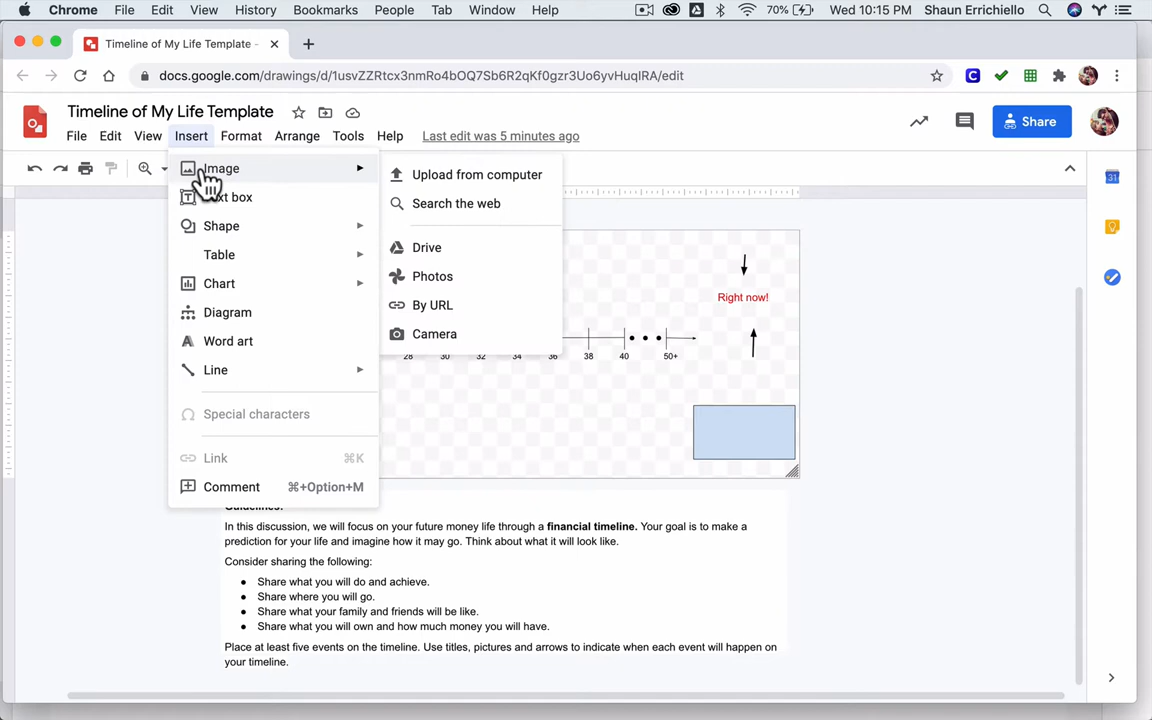 Chrome File Edit View History Bookmarks People Tab Window Help 70% Wed 10:15 PM Shaun Errichiello
Timeline of My Life Template -
docs.google.com/drawings/d/1usvZZRtcx3nmRo4bOQ7Sb6R2qKf0gzr3Uo6yvHuqIRA/edit
Timeline of My Life Template
File Edit View Insert Format Arrange Tools Help Last edit was 5 minutes ago
Share
Image
Text box
Shape
Table
Chart
Diagram
Word art
Line
Special characters
Link ⌘K
Comment ⌘+Option+M
Upload from computer
Search the web
Drive
Photos
By URL
Camera
Right now!
28 30 32 34 36 38 40 50+
Guidelines:
In this discussion, we will focus on your future money life through a financial timeline. Your goal is to make a
prediction for your life and imagine how it may go. Think about what it will look like.
Consider sharing the following:
● Share what you will do and achieve.
● Share where you will go.
● Share what your family and friends will be like.
● Share what you will own and how much money you will have.
Place at least five events on the timeline. Use titles, pictures and arrows to indicate when each event will happen on
your timeline.